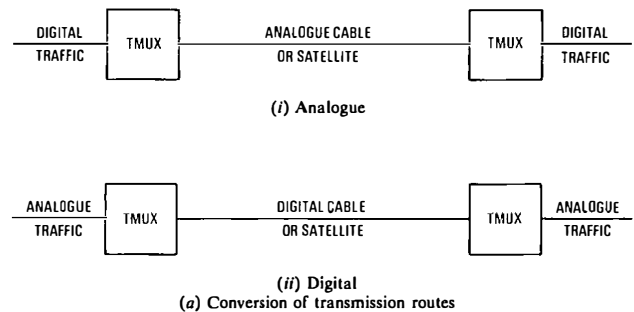 DIGITAL
TRAFFIC
TMUX
ANALOGUE CABLE
OR SATELLITE
TMUX
DIGITAL
TRAFFIC
(i) Analogue
ANALOGUE
TRAFFIC
TMUX
DIGITAL CABLE
OR SATELLITE
TMUX
ANALOGUE
TRAFFIC
(ii) Digital
(a) Conversion of transmission routes